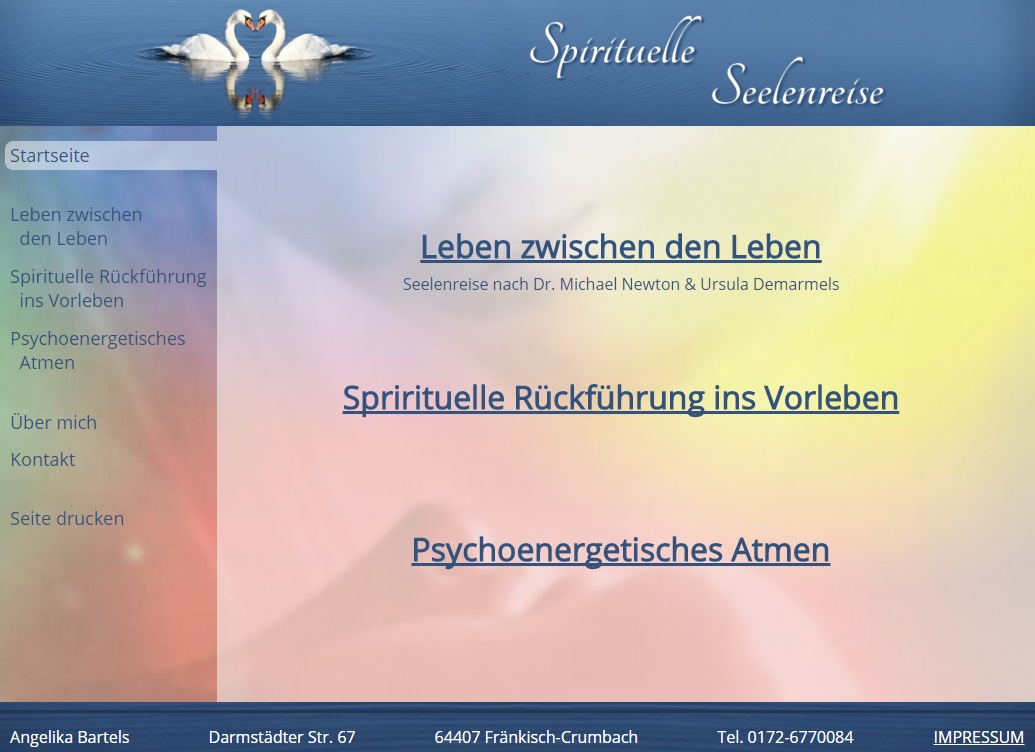 Spirituelle
Seelenreise
Startseite
Leben zwischen
den Leben
Spirituelle Rückführung
ins Vorleben
Psychoenergetisches
Atmen
Über mich
Kontakt
Seite drucken
Leben zwischen den Leben
Seelenreise nach Dr. Michael Newton & Ursula Demarmels
Sprirituelle Rückführung ins Vorleben
Psychoenergetisches Atmen
Angelika Bartels Darmstädter Str. 67 64407 Fränkisch-Crumbach Tel. 0172-6770084 IMPRESSUM